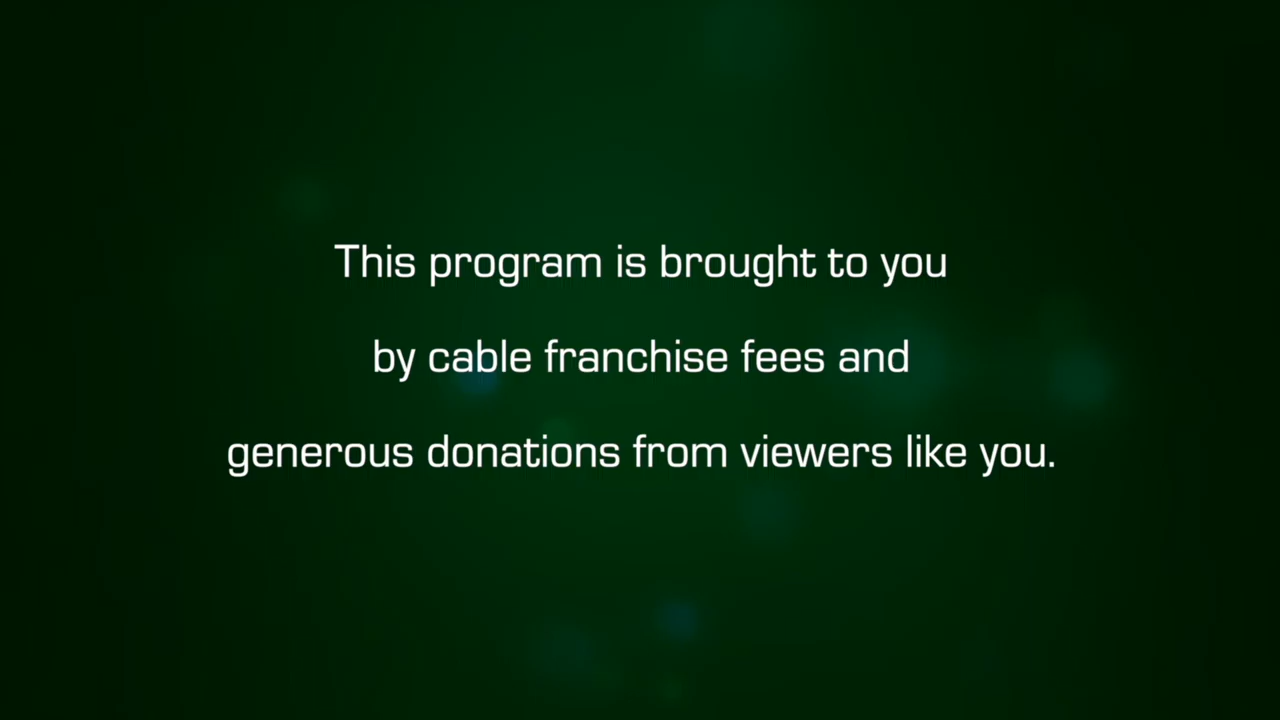 This program is brought to you
by cable franchise fees and
generous donations from viewers like you.